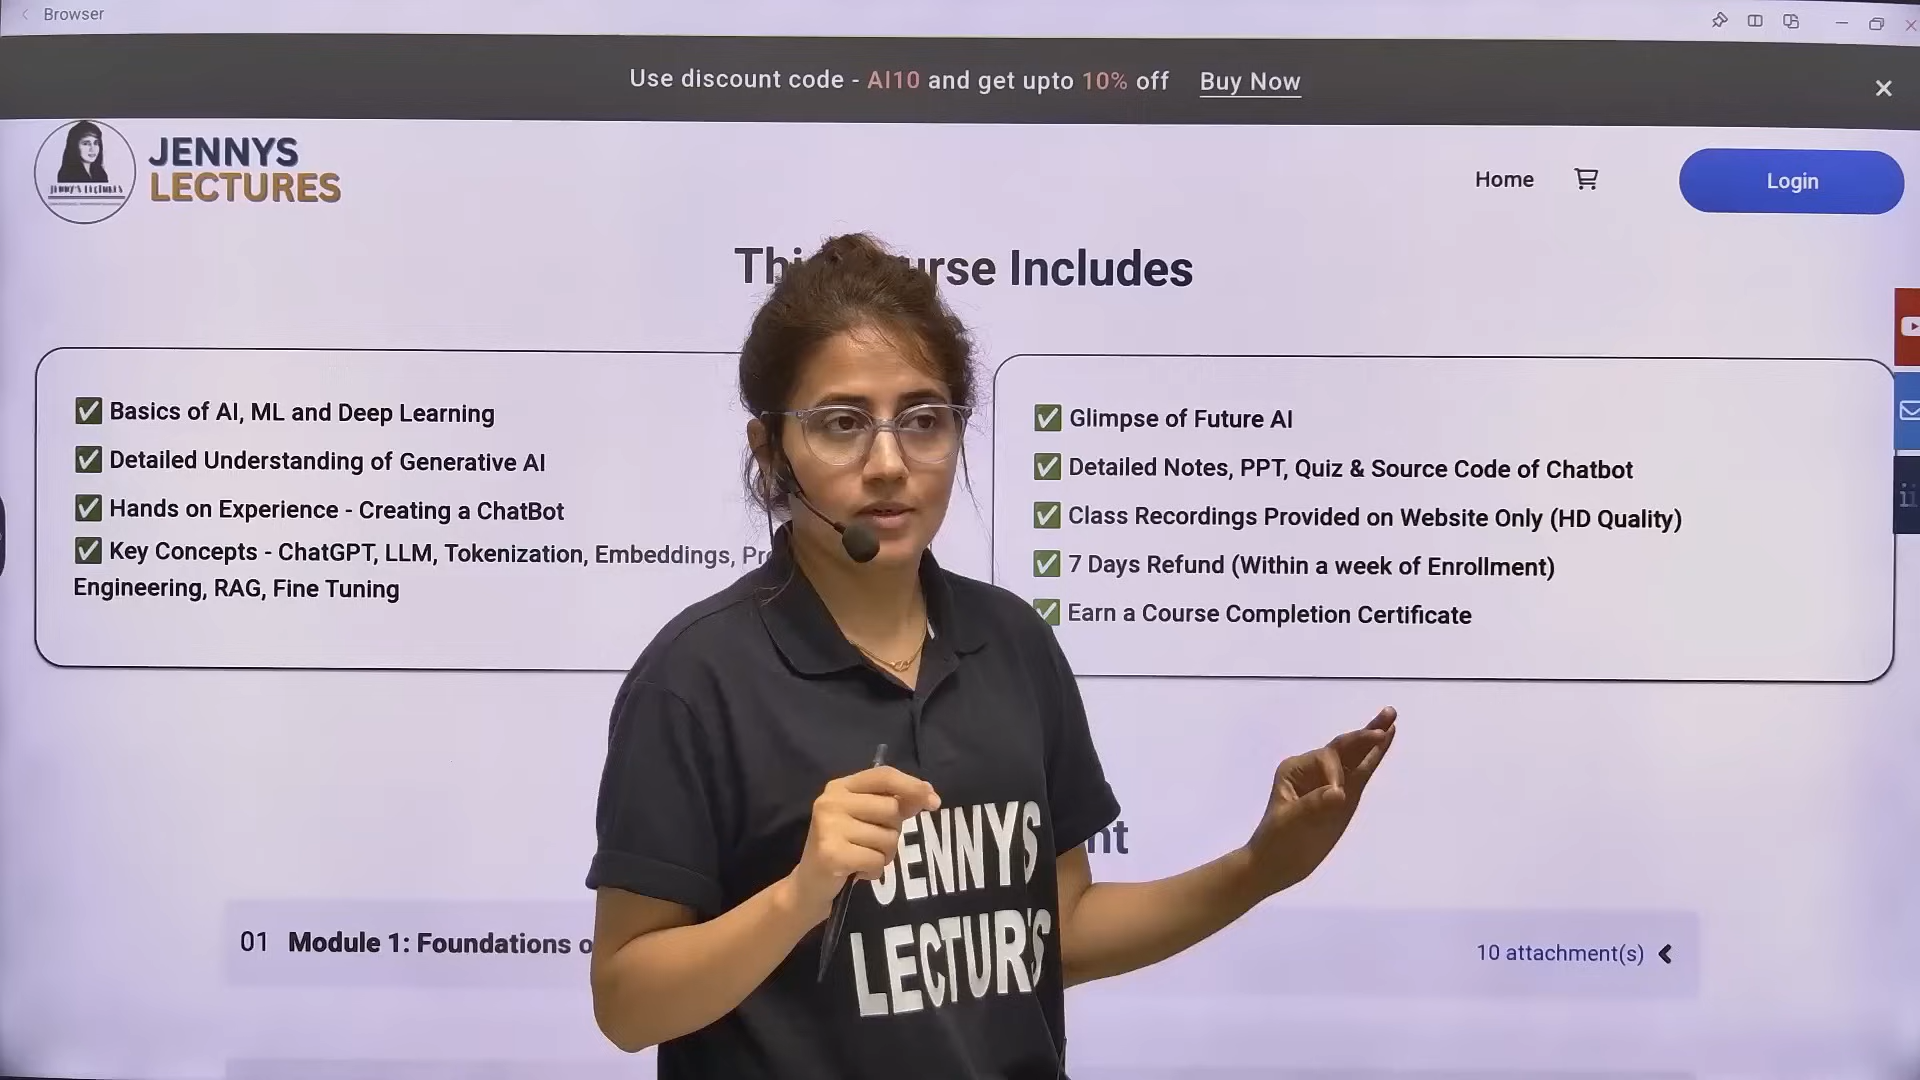 Browser
Use discount code - AI10 and get upto 10% off Buy Now
JENNYS
LECTURES
Home
Login
Includes
Basics of AI, ML and Deep Learning
Detailed Understanding of Generative AI
Hands on Experience - Creating a ChatBot
Key Concepts - ChatGPT, LLM, Tokenization, Embeddings,
Engineering, RAG, Fine Tuning
Glimpse of Future AI
Detailed Notes, PPT, Quiz & Source Code of Chatbot
Class Recordings Provided on Website Only (HD Quality)
7 Days Refund (Within a week of Enrollment)
Earn a Course Completion Certificate
01 Module 1: Foundations
10 attachment(s)
JENNYS
LECTUR'S